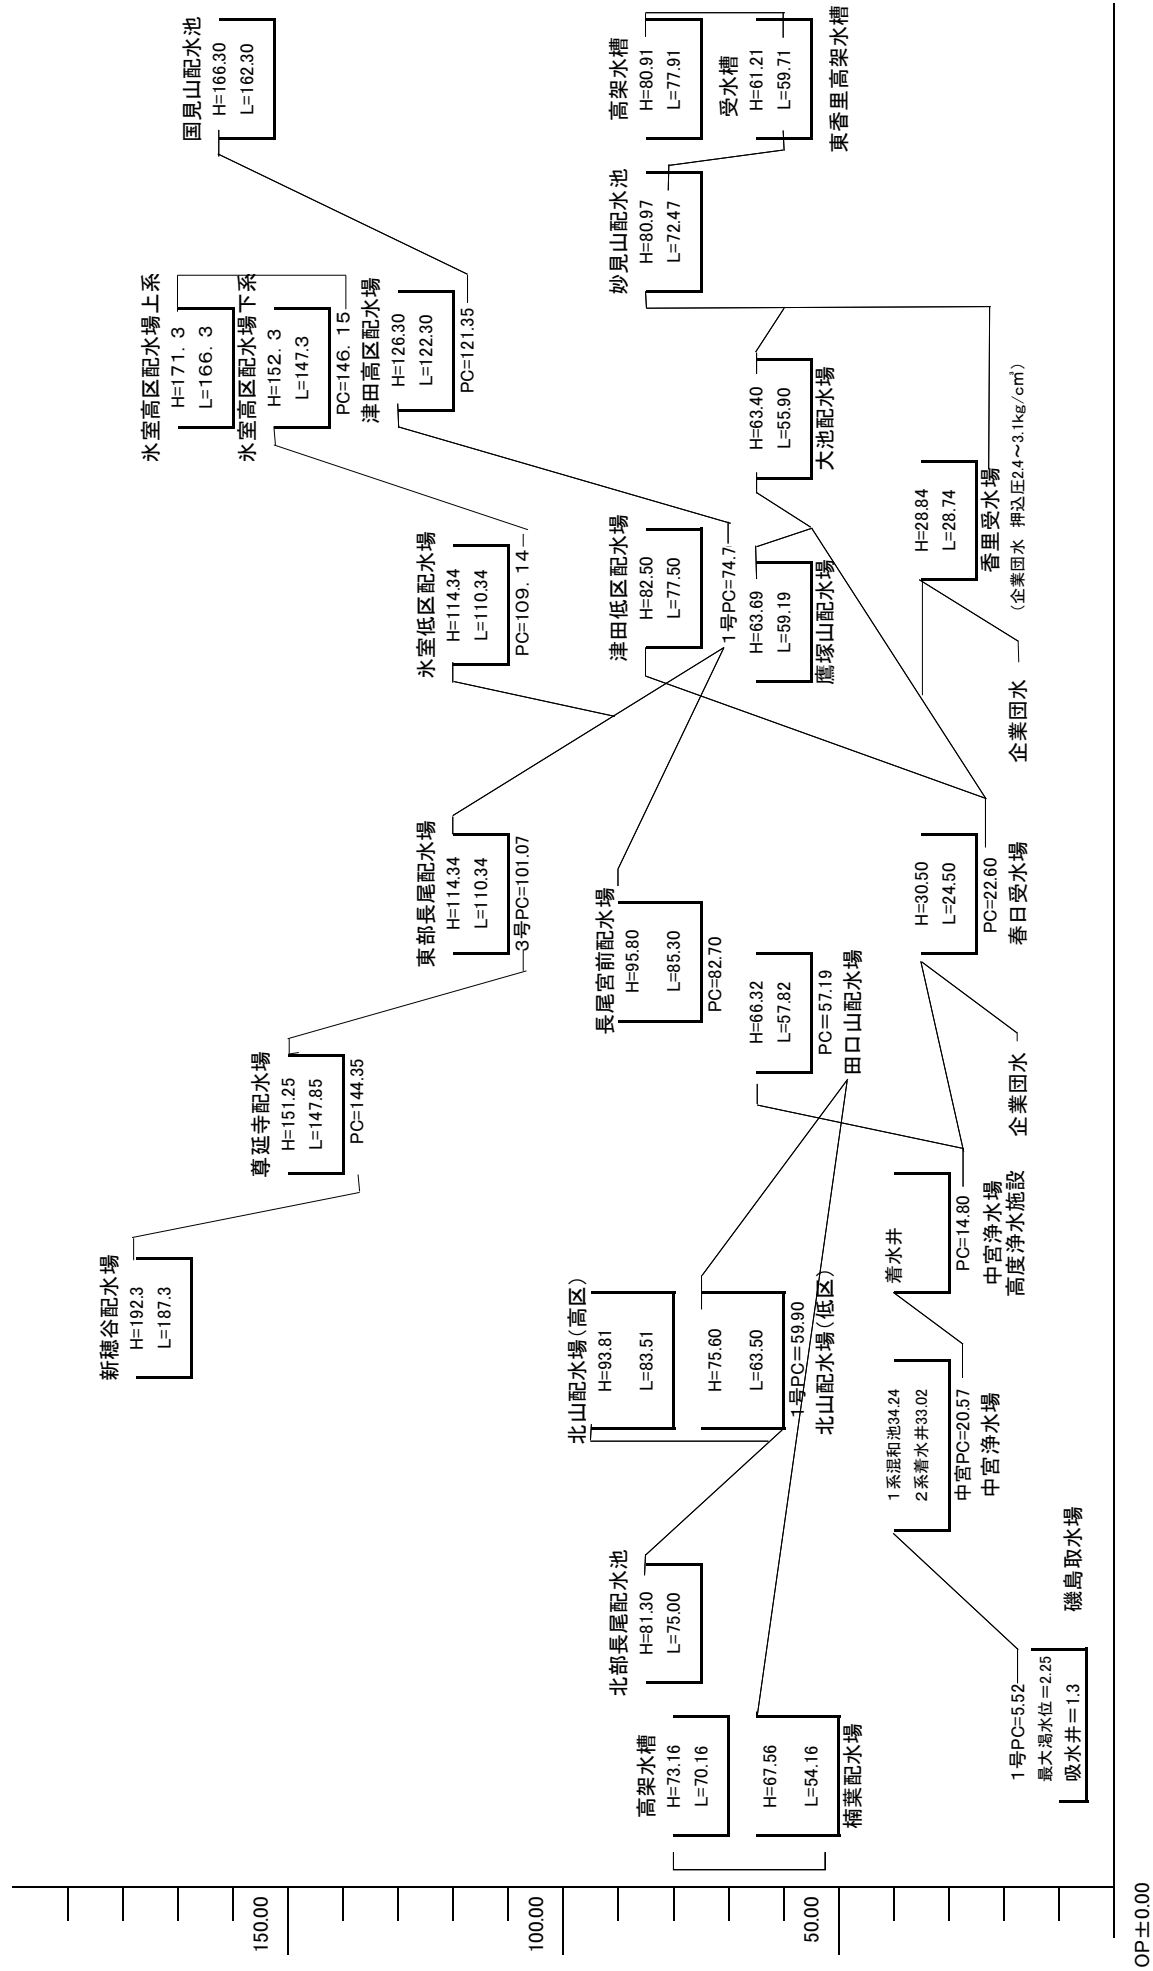 150.00
100.00
50.00
OP±0.00
新穂谷配水場
H=192.3
L=187.3
尊延寺配水場
H=151.25
L=147.85
PC=144.35
氷室高区配水場上系
H=171.3
L=166.3
氷室高区配水場下系
H=152.3
L=147.3
PC=146.15
国見山配水池
H=166.30
L=162.30
津田高区配水場
H=126.30
L=122.30
PC=121.35
東部長尾配水場
H=114.34
L=110.34
3号PC=101.07
氷室低区配水場
H=114.34
L=110.34
PC=109.14
高架水槽
H=73.16
L=70.16
H=67.56
L=54.16
楠葉配水場
北部長尾配水池
H=81.30
L=75.00
北山配水場(高区)
H=93.81
L=83.51
H=75.60
L=63.50
1号PC=59.90
北山配水場(低区)
長尾宮前配水場
H=95.80
L=85.30
PC=82.70
H=66.32
L=57.82
PC=57.19
田口山配水場
津田低区配水場
H=82.50
L=77.50
1号PC=74.7
H=63.69
L=59.19
鷹塚山配水場
H=63.40
L=55.90
大池配水場
妙見山配水池
H=80.97
L=72.47
高架水槽
H=80.91
L=77.91
受水槽
H=61.21
L=59.71
東香里高架水槽
1号PC=5.52
最大渇水位=2.25
吸水井=1.3
磯島取水場
1系混和池34.24
2系着水井33.02
中宮PC=20.57
中宮浄水場
着水井
PC=14.80
中宮浄水場
高度浄水施設
企業団水
H=30.50
L=24.50
PC=22.60
春日受水場
企業団水
H=28.84
L=28.74
香里受水場
(企業団水 押込圧2.4~3.1kg/c㎡)